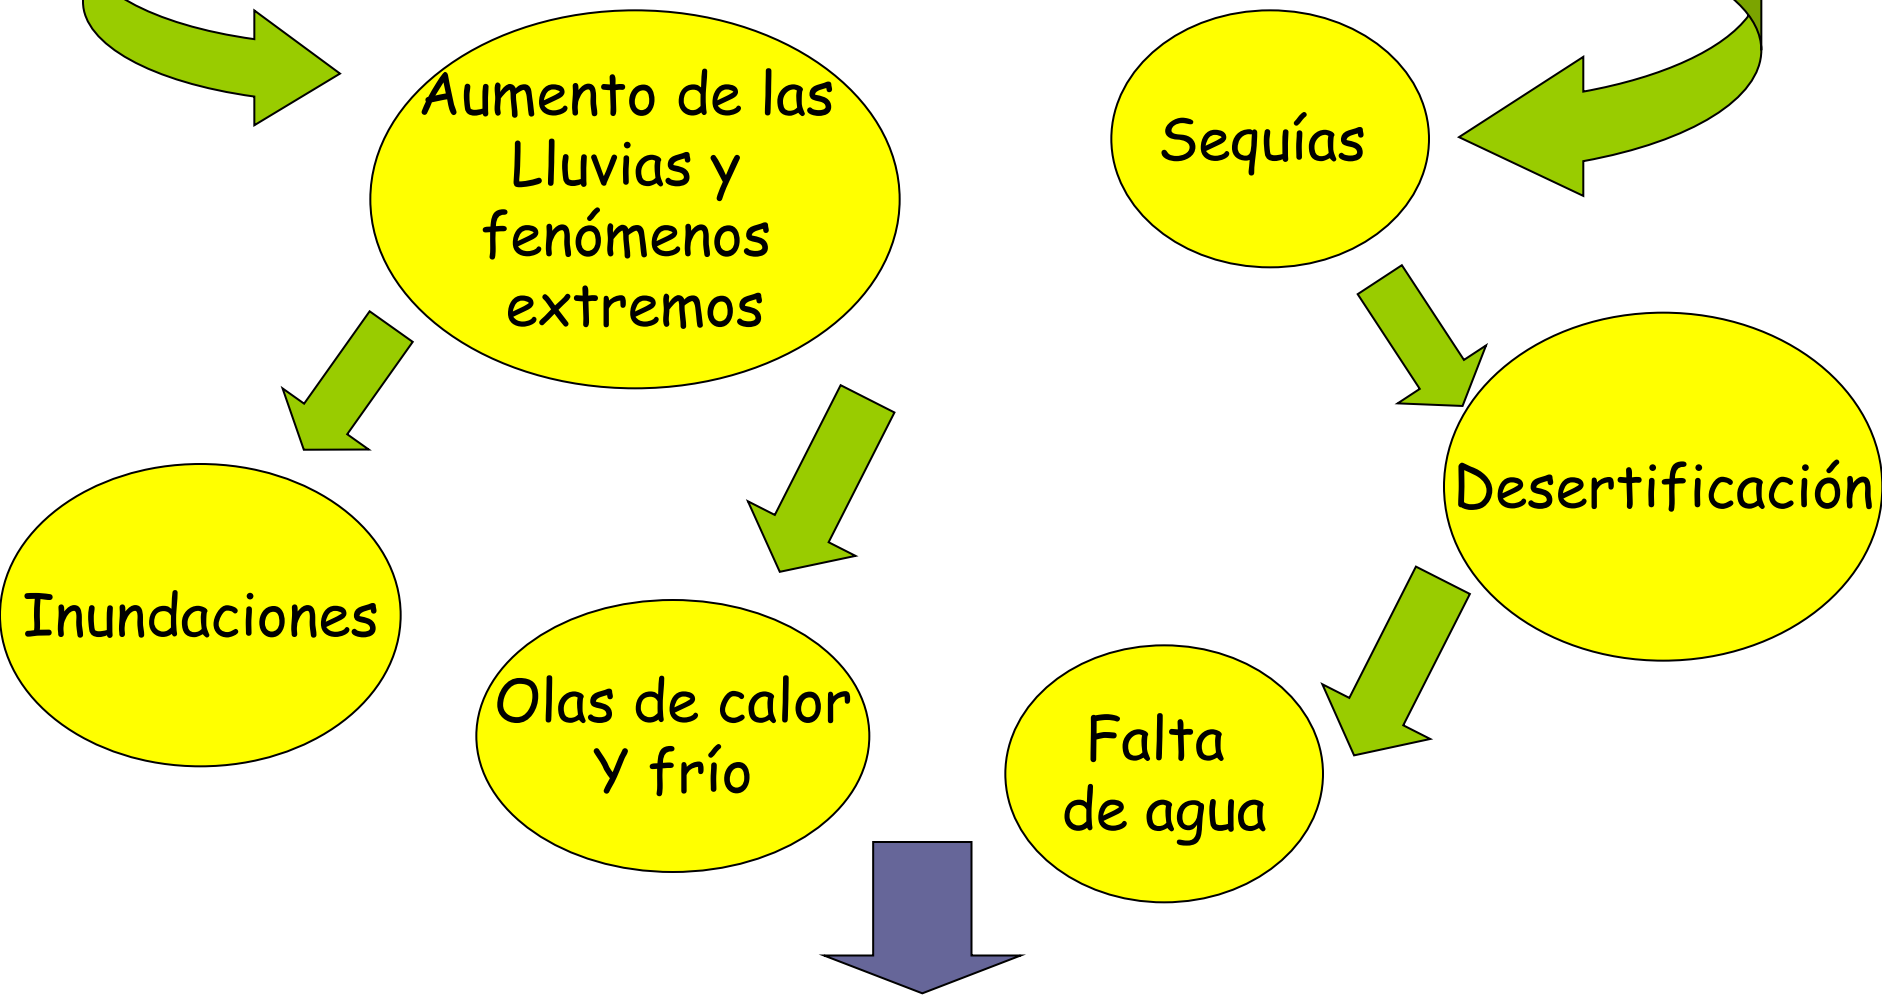 Aumento de las
Lluvias y
fenómenos
extremos
Sequías
Desertificación
Inundaciones
Olas de calor
Y frío
Falta
de agua